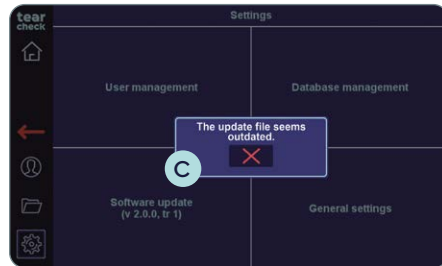 tear
check
Settings
User management
Database management
The update file seems
outdated.
C
Software update
(v 2.0.0, tr 1)
General settings